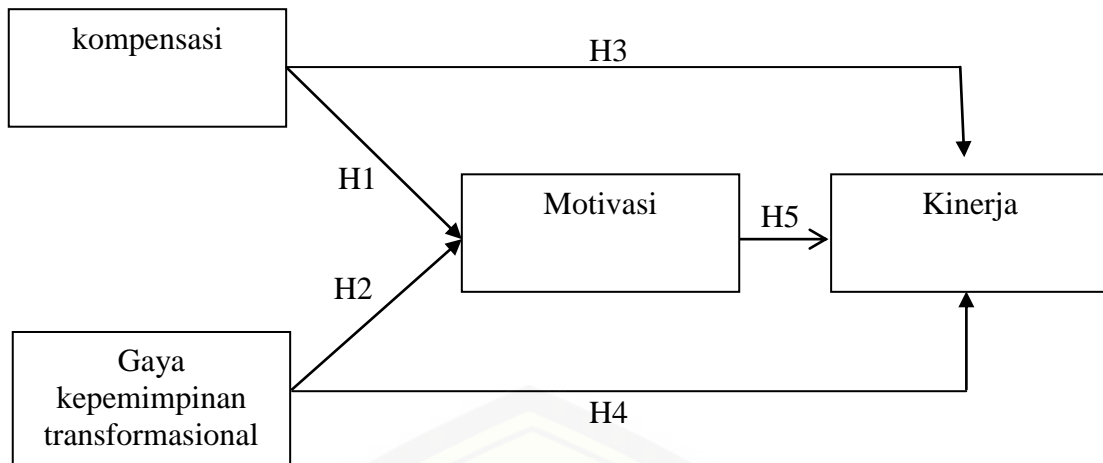 kompensasi
H3
H1
Motivasi
H5
Kinerja
H2
Gaya
kepemimpinan
transformasional
H4